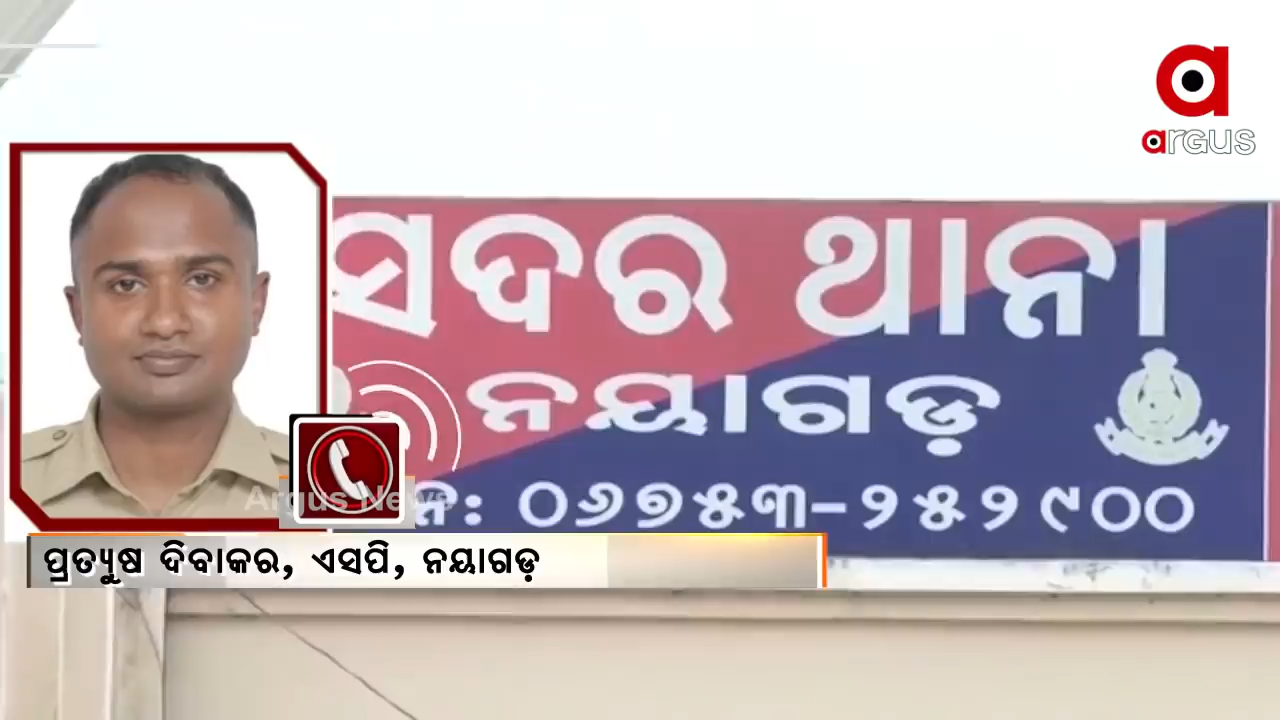 argus
ସଦର ଥାନା
ନୟାଗଡ଼
ନ: ୦୬୭୫୩-୨୫୨୯୦୦
Argus News
ପ୍ରତ୍ୟୁଷ ଦିବାକର, ଏସପି, ନୟାଗଡ଼